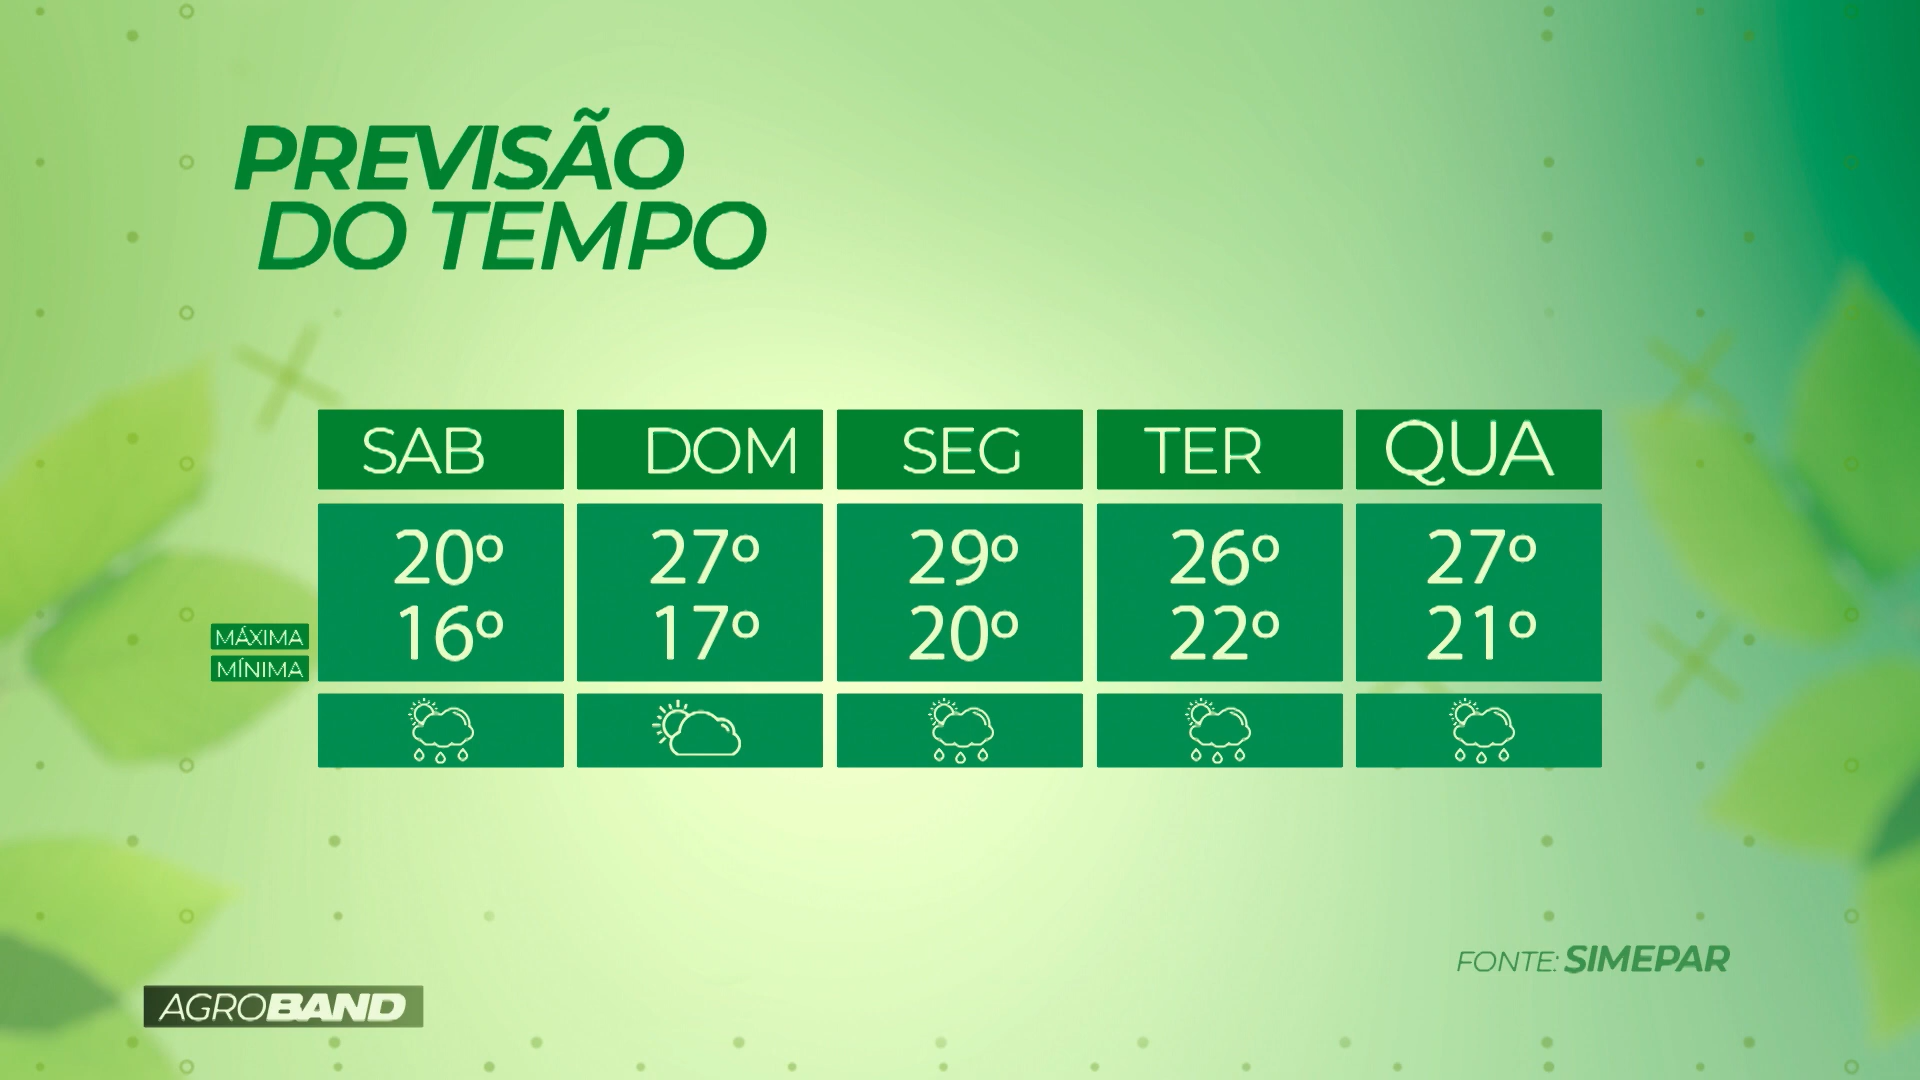 PREVISÃO
DO TEMPO
SAB DOM SEG TER QUA
20º 27º 29º 26º 27º
16º 17º 20º 22º 21º
MÁXIMA
MÍNIMA
FONTE: SIMEPAR
AGROBAND